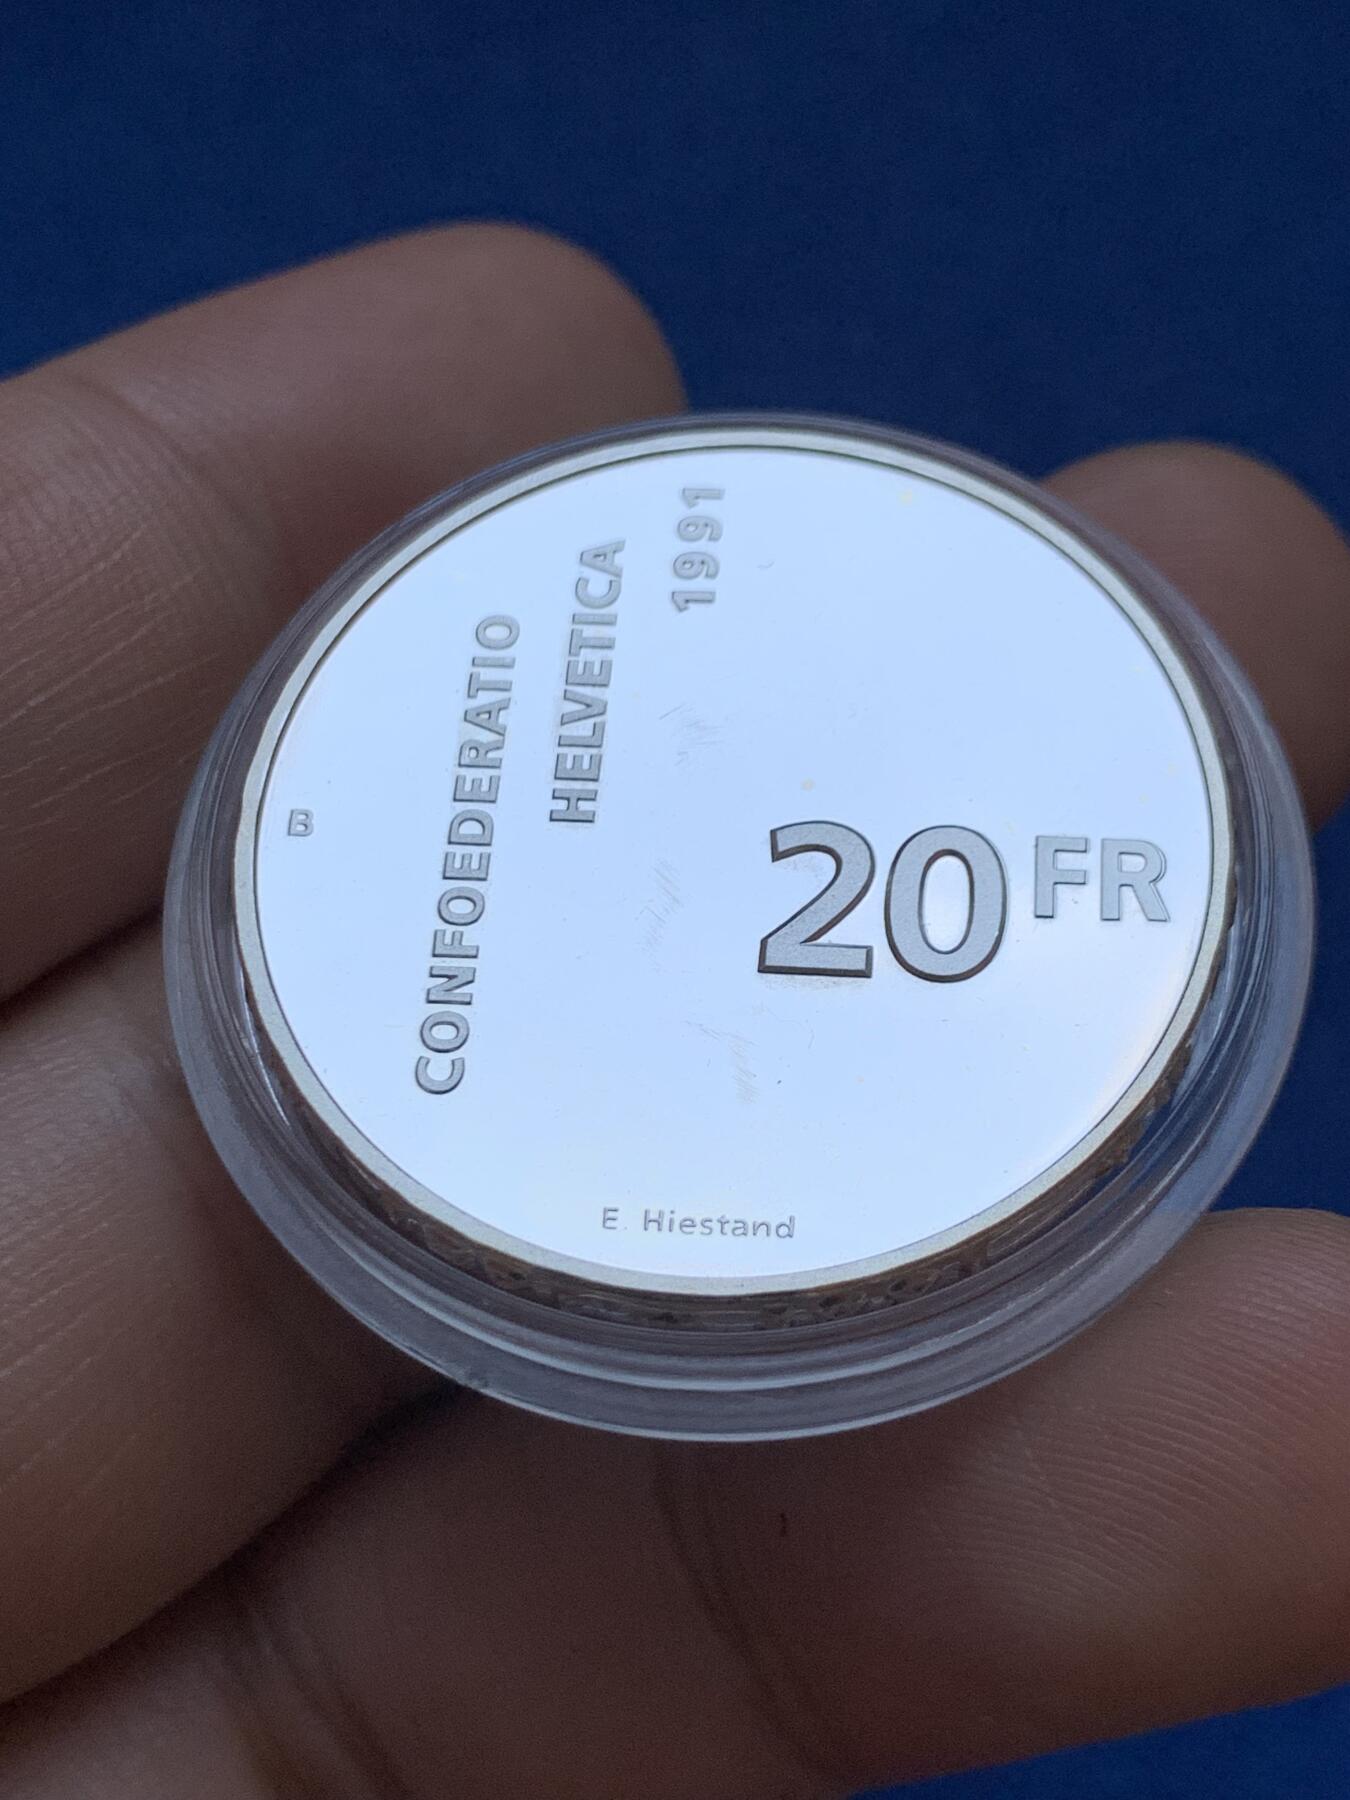 CONFOEDERATIO
HELVETICA
1991
B
20 FR
E. Hiestand